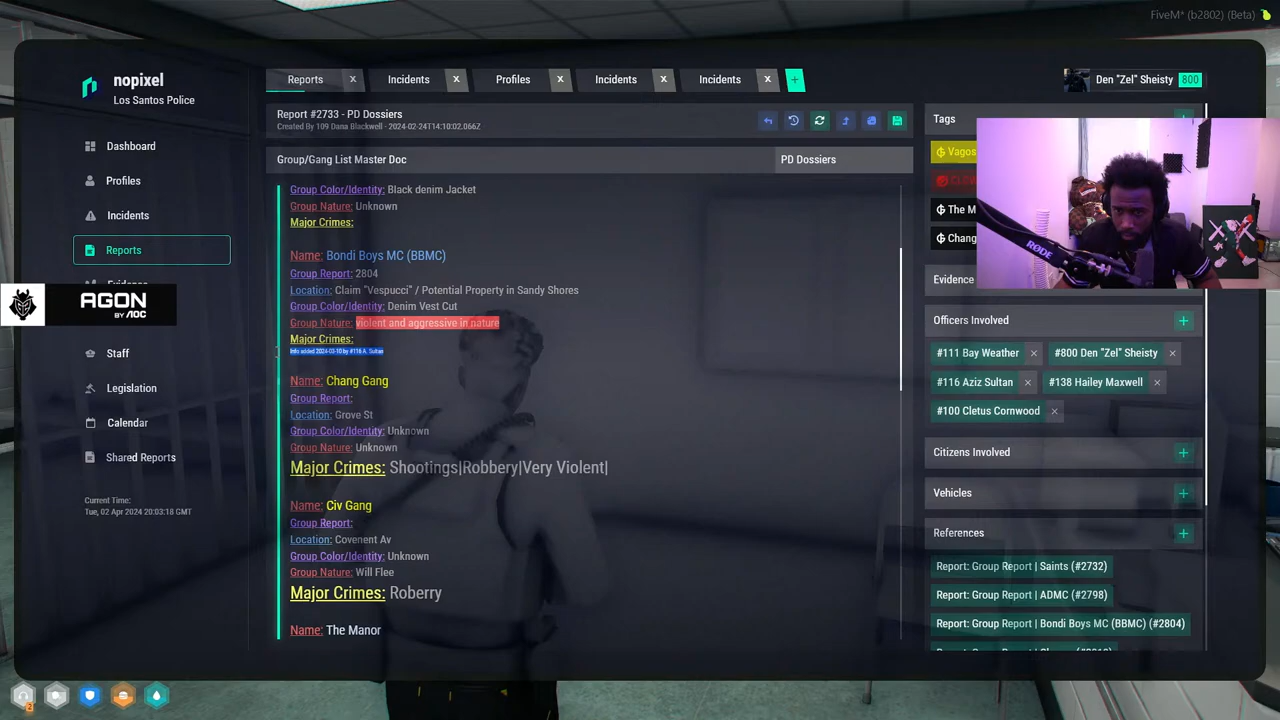 FiveM* (b2802) (Beta)
nopixel
Los Santos Police
Reports X
Incidents X
Profiles X
Incidents X
Incidents X
+
Den "Zel" Sheisty 800
Dashboard
Profiles
Incidents
Reports
AGON
BY AOC
Staff
Legislation
Calendar
Shared Reports
Current Time:
Tue, 02 Apr 2024 20:03:18 GMT
Report #2733 - PD Dossiers
Created By 109 Dana Blackwell - 2024-02-24T14:10:02.066Z
Group/Gang List Master Doc
PD Dossiers
Group Color/Identity: Black denim Jacket
Group Nature: Unknown
Major Crimes:
Name: Bondi Boys MC (BBMC)
Group Report: 2804
Location: Claim "Vespucci" / Potential Property in Sandy Shores
Group Color/Identity: Denim Vest Cut
Group Nature: violent and aggressive in nature
Major Crimes:
Info added 2024-03-10 by #116 A. Sultan
Name: Chang Gang
Group Report:
Location: Grove St
Group Color/Identity: Unknown
Group Nature: Unknown
Major Crimes: Shootings|Robbery|Very Violent|
Name: Civ Gang
Group Report:
Location: Covenent Av
Group Color/Identity: Unknown
Group Nature: Will Flee
Major Crimes: Roberry
Name: The Manor
Tags
Vagos
The M
Chang
RØDE
Evidence
Officers Involved +
#111 Bay Weather ×
#800 Den "Zel" Sheisty ×
#116 Aziz Sultan ×
#138 Hailey Maxwell ×
#100 Cletus Cornwood ×
Citizens Involved +
Vehicles +
References +
Report: Group Report | Saints (#2732)
Report: Group Report | ADMC (#2798)
Report: Group Report | Bondi Boys MC (BBMC) (#2804)
2